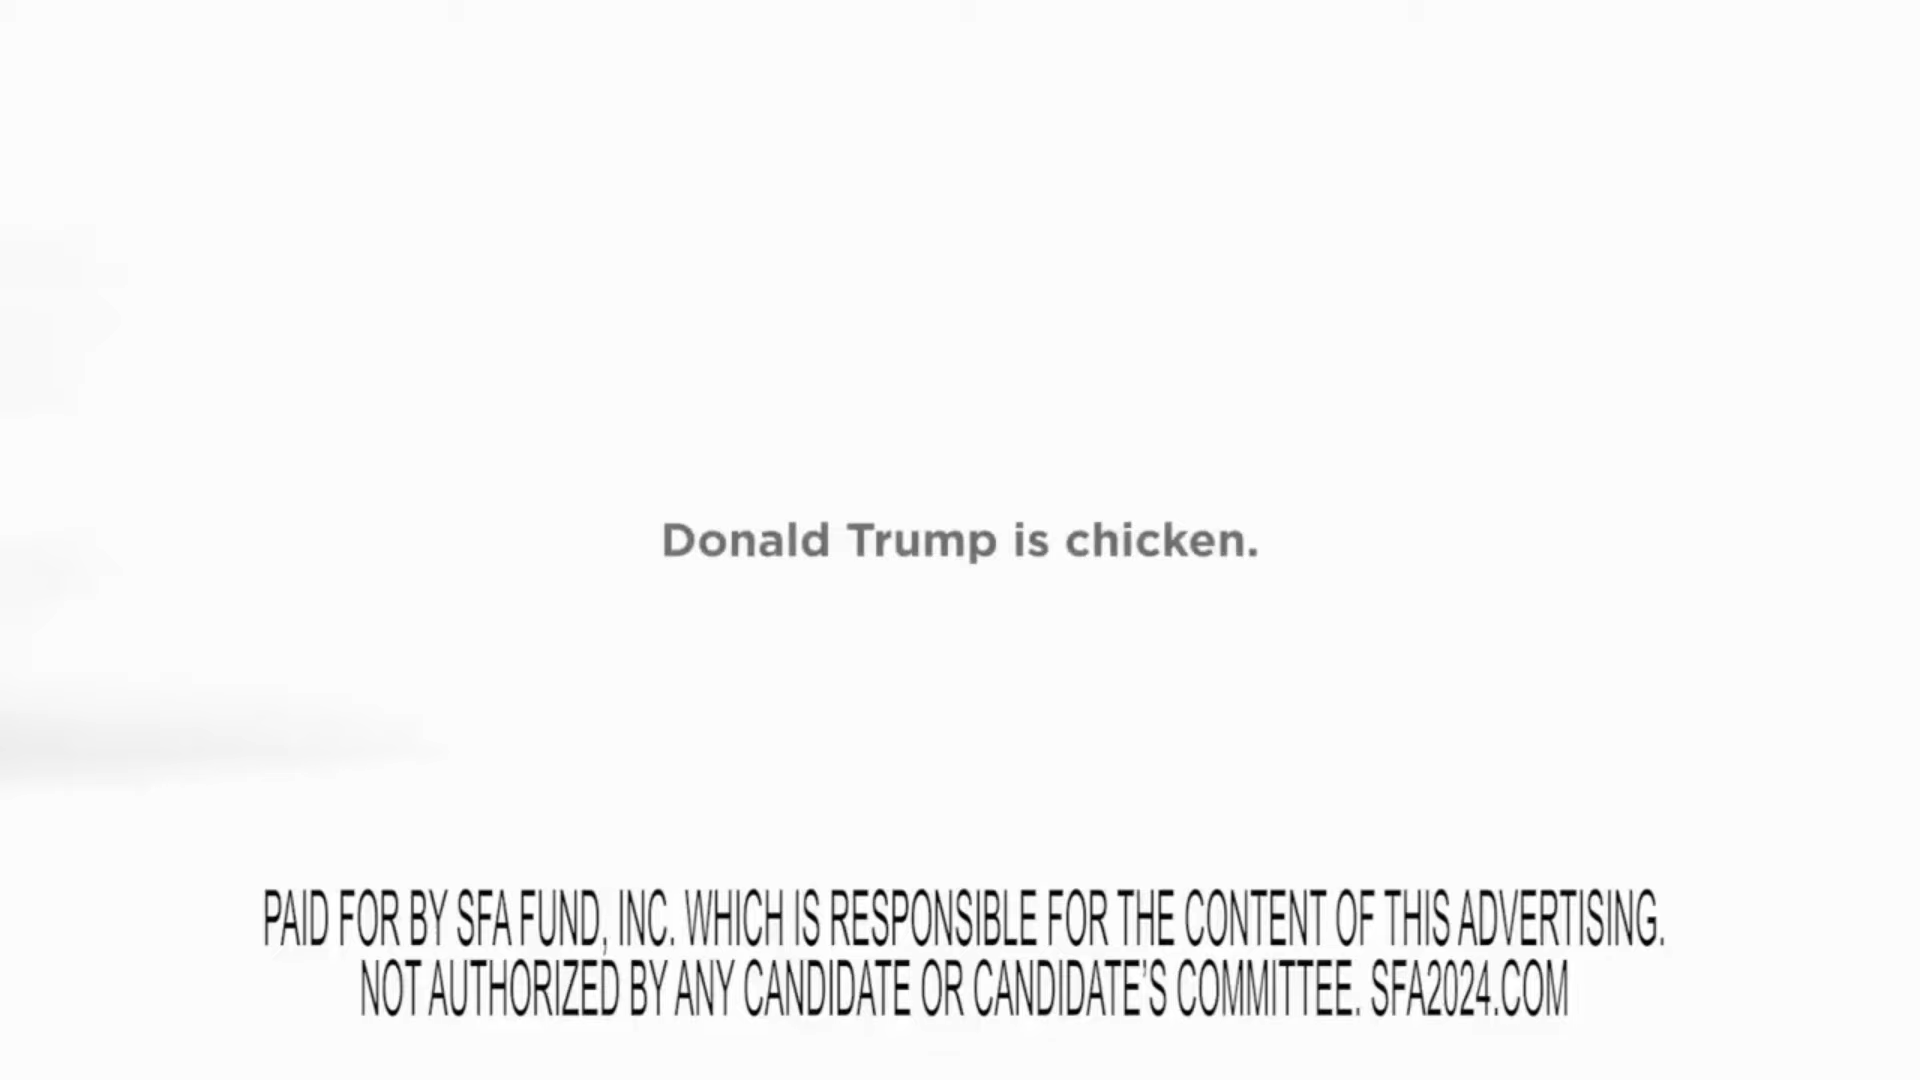 Donald Trump is chicken.
PAID FOR BY SFA FUND, INC. WHICH IS RESPONSIBLE FOR THE CONTENT OF THIS ADVERTISING.
NOT AUTHORIZED BY ANY CANDIDATE OR CANDIDATE'S COMMITTEE. SFA2024.COM